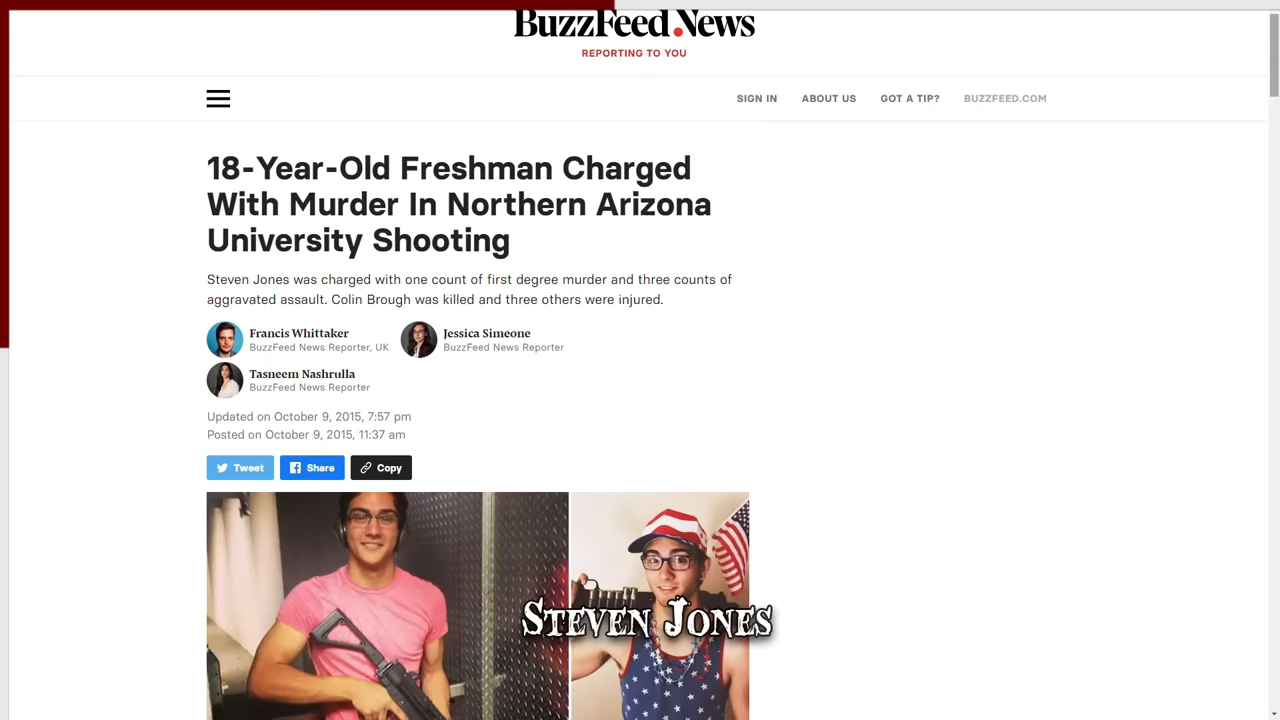 BuzzFeed News
REPORTING TO YOU
SIGN IN ABOUT US GOT A TIP? BUZZFEED.COM
18-Year-Old Freshman Charged
With Murder In Northern Arizona
University Shooting
Steven Jones was charged with one count of first degree murder and three counts of
aggravated assault. Colin Brough was killed and three others were injured.
Francis Whittaker
BuzzFeed News Reporter, UK
Jessica Simeone
BuzzFeed News Reporter
Tasneem Nashrulla
BuzzFeed News Reporter
Updated on October 9, 2015, 7:57 pm
Posted on October 9, 2015, 11:37 am
Tweet Share Copy
STEVEN JONES